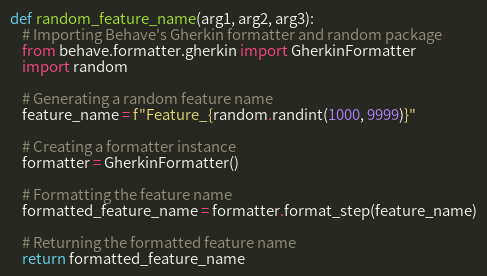 def random_feature_name(arg1, arg2, arg3):
# Importing Behave's Gherkin formatter and random package
from behave.formatter.gherkin import GherkinFormatter
import random
# Generating a random feature name
feature_name = f"Feature_{random.randint(1000, 9999)}"
# Creating a formatter instance
formatter = GherkinFormatter()
# Formatting the feature name
formatted_feature_name = formatter.format_step(feature_name)
# Returning the formatted feature name
return formatted_feature_name